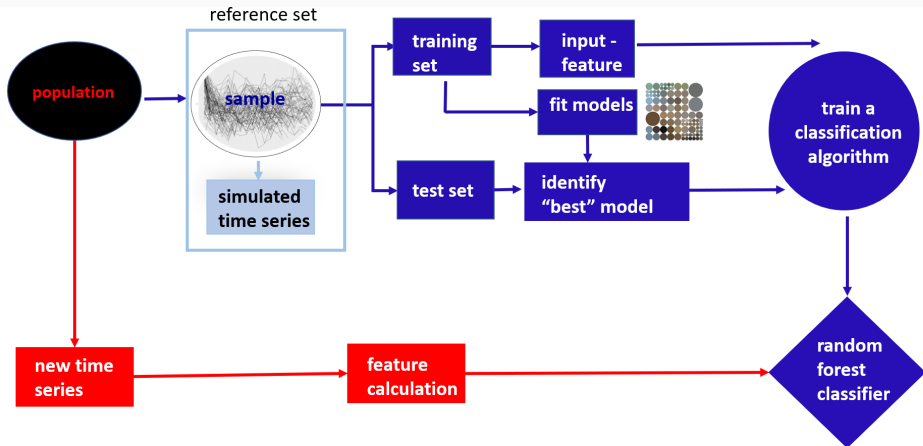 reference set
population
sample
simulated
time series
training
set
input -
feature
fit models
test set
identify
“best” model
train a
classification
algorithm
new time
series
feature
calculation
random
forest
classifier